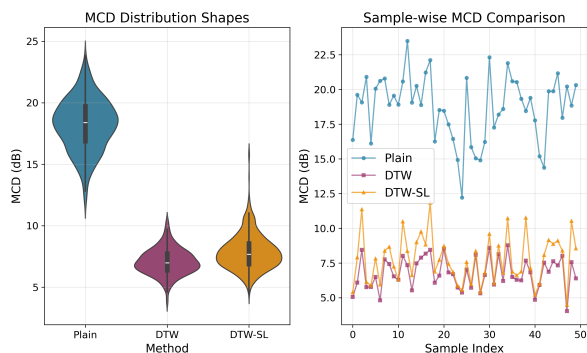 MCD Distribution Shapes
MCD (dB)
25
20
15
10
5
Plain
DTW
DTW-SL
Method
Sample-wise MCD Comparison
MCD (dB)
22.5
20.0
17.5
15.0
12.5
10.0
7.5
5.0
Plain
DTW
DTW-SL
0
10
20
30
40
50
Sample Index